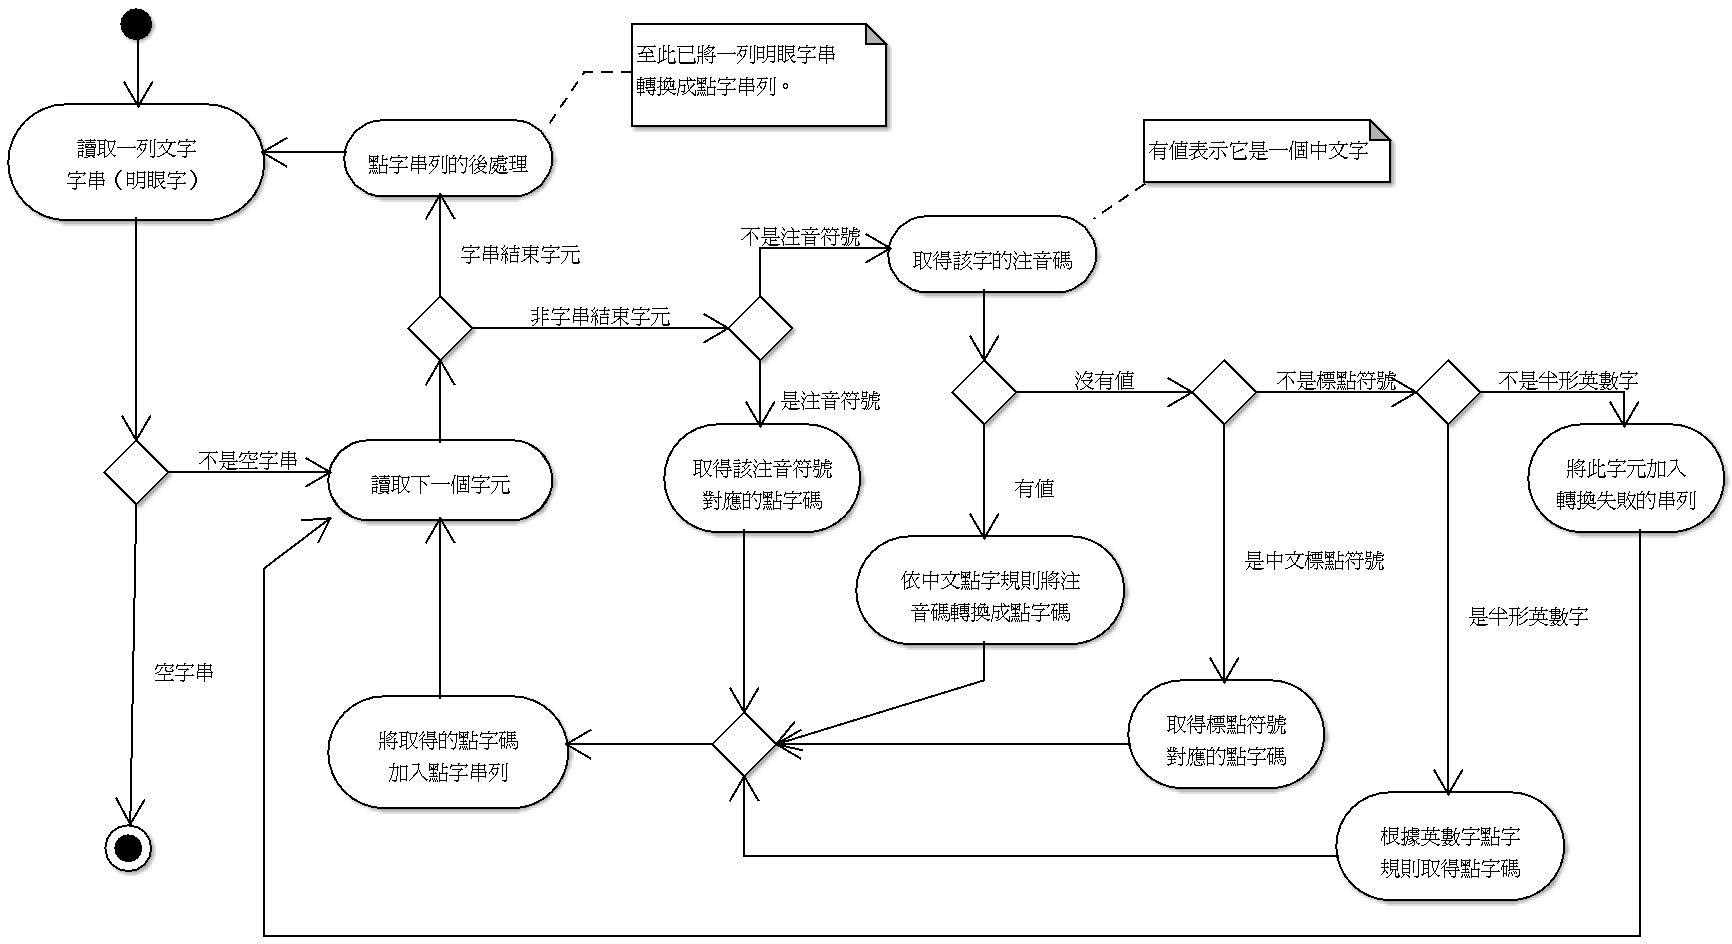 至此已將一列明眼字串
轉換成點字串列。
讀取一列文字
字串（明眼字）
點字串列的後處理
有值表示它是一個中文字
不是注音符號
取得該字的注音碼
字串結束字元
非字串結束字元
沒有值
不是標點符號
不是半形英數字
是注音符號
不是空字串
讀取下一個字元
取得該注音符號
對應的點字碼
有值
將此字元加入
轉換失敗的串列
依中文點字規則將注
音碼轉換成點字碼
是中文標點符號
是半形英數字
空字串
將取得的點字碼
加入點字串列
取得標點符號
對應的點字碼
根據英數字點字
規則取得點字碼